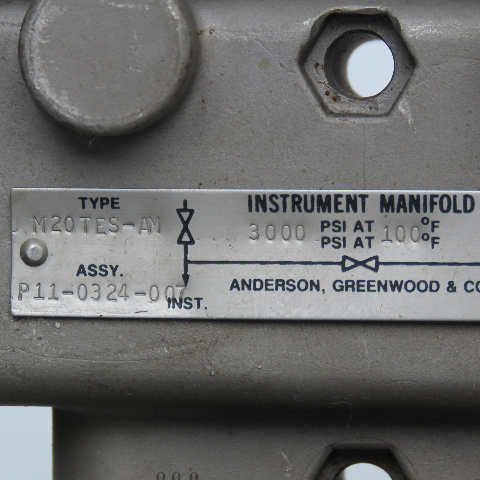 TYPE
M20TES-AM
INSTRUMENT MANIFOLD
3000 PSI AT 100°F
PSI AT °F
ASSY.
P11-0324-007
INST.
ANDERSON, GREENWOOD & CO